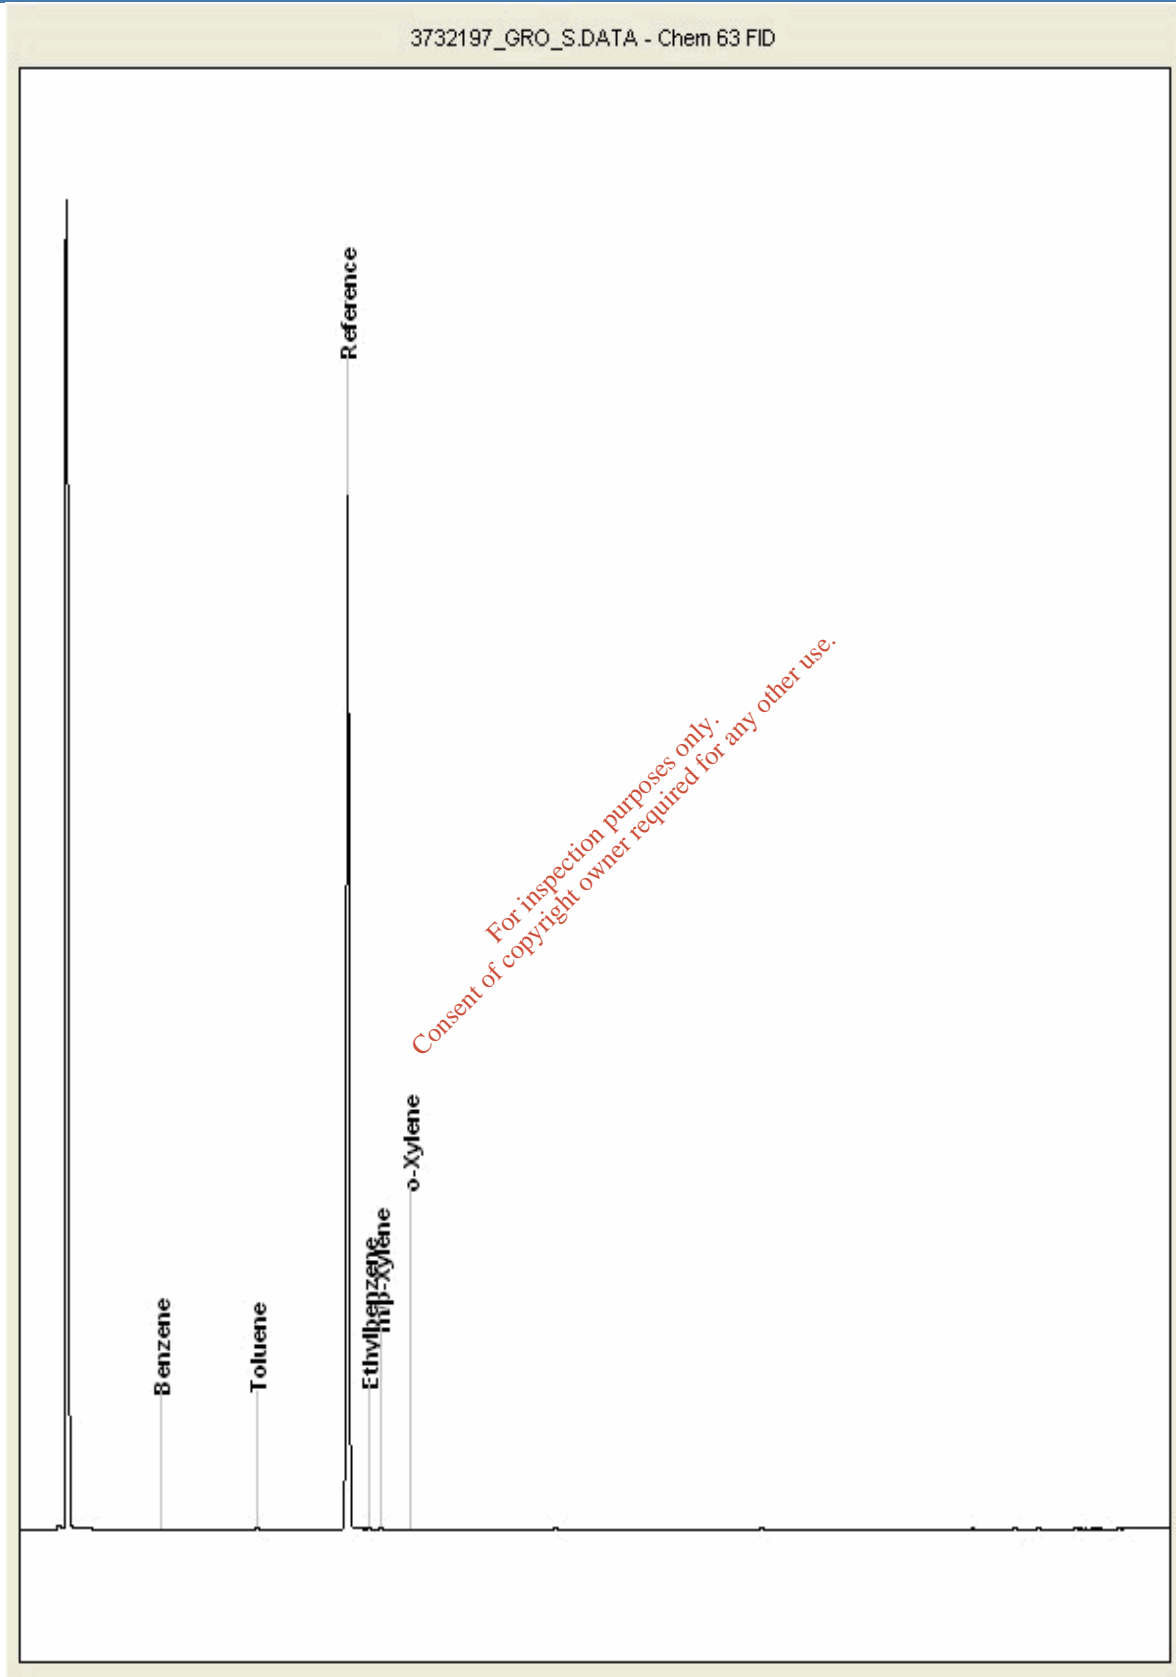 3732197_GRO_S.DATA - Chem 63 FID
Reference
For inspection purposes only.
Consent of copyright owner required for any other use.
o-Xylene
m/p-Xylene
Ethylbenzene
Benzene
Toluene